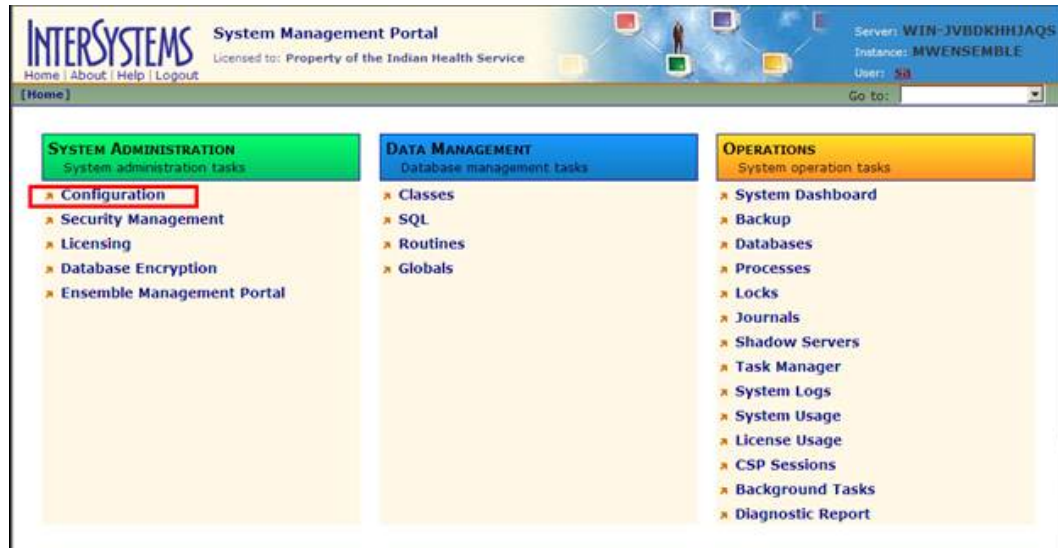 INTERSYSTEMS
Home | About | Help | Logout
System Management Portal
Licensed to: Property of the Indian Health Service
Server: WIN-JVBDKHHJAQS
Instance: MWENSEMBLE
User: sa
[Home]
Go to:
SYSTEM ADMINISTRATION
System administration tasks
Configuration
Security Management
Licensing
Database Encryption
Ensemble Management Portal
DATA MANAGEMENT
Database management tasks
Classes
SQL
Routines
Globals
OPERATIONS
System operation tasks
System Dashboard
Backup
Databases
Processes
Locks
Journals
Shadow Servers
Task Manager
System Logs
System Usage
License Usage
CSP Sessions
Background Tasks
Diagnostic Report